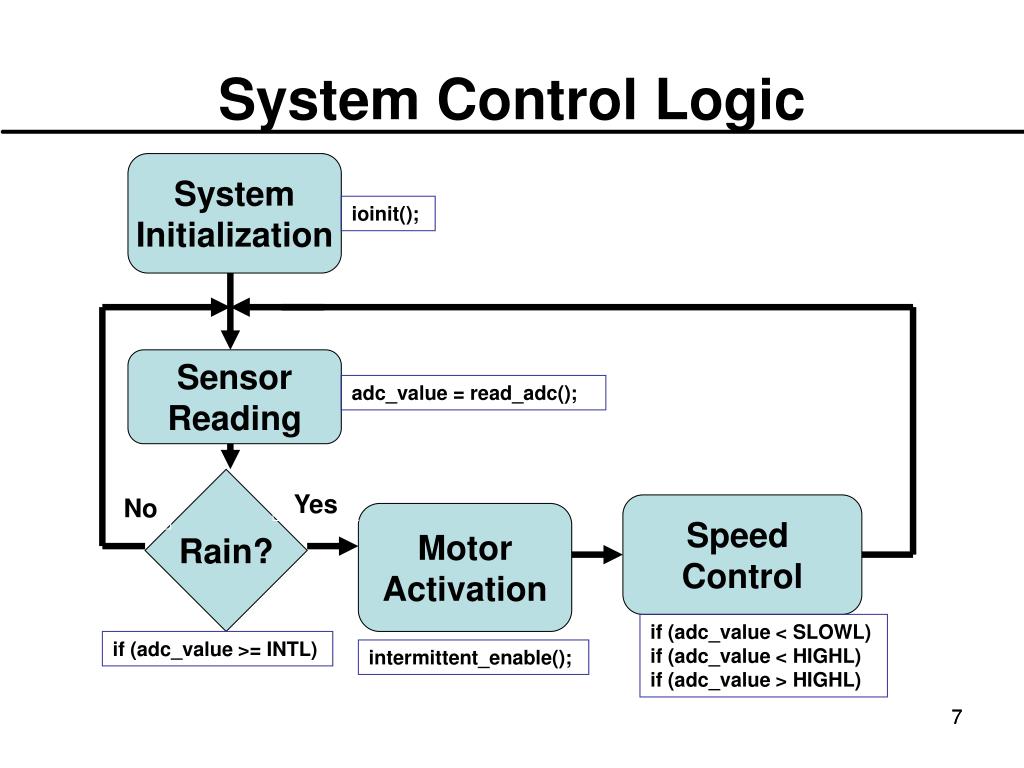 System Control Logic
System
Initialization
ioinit();
Sensor
Reading
adc_value = read_adc();
No
Yes
Rain?
Motor
Activation
Speed
Control
if (adc_value >= INTL)
intermittent_enable();
if (adc_value < SLOWL)
if (adc_value < HIGHL)
if (adc_value > HIGHL)
7